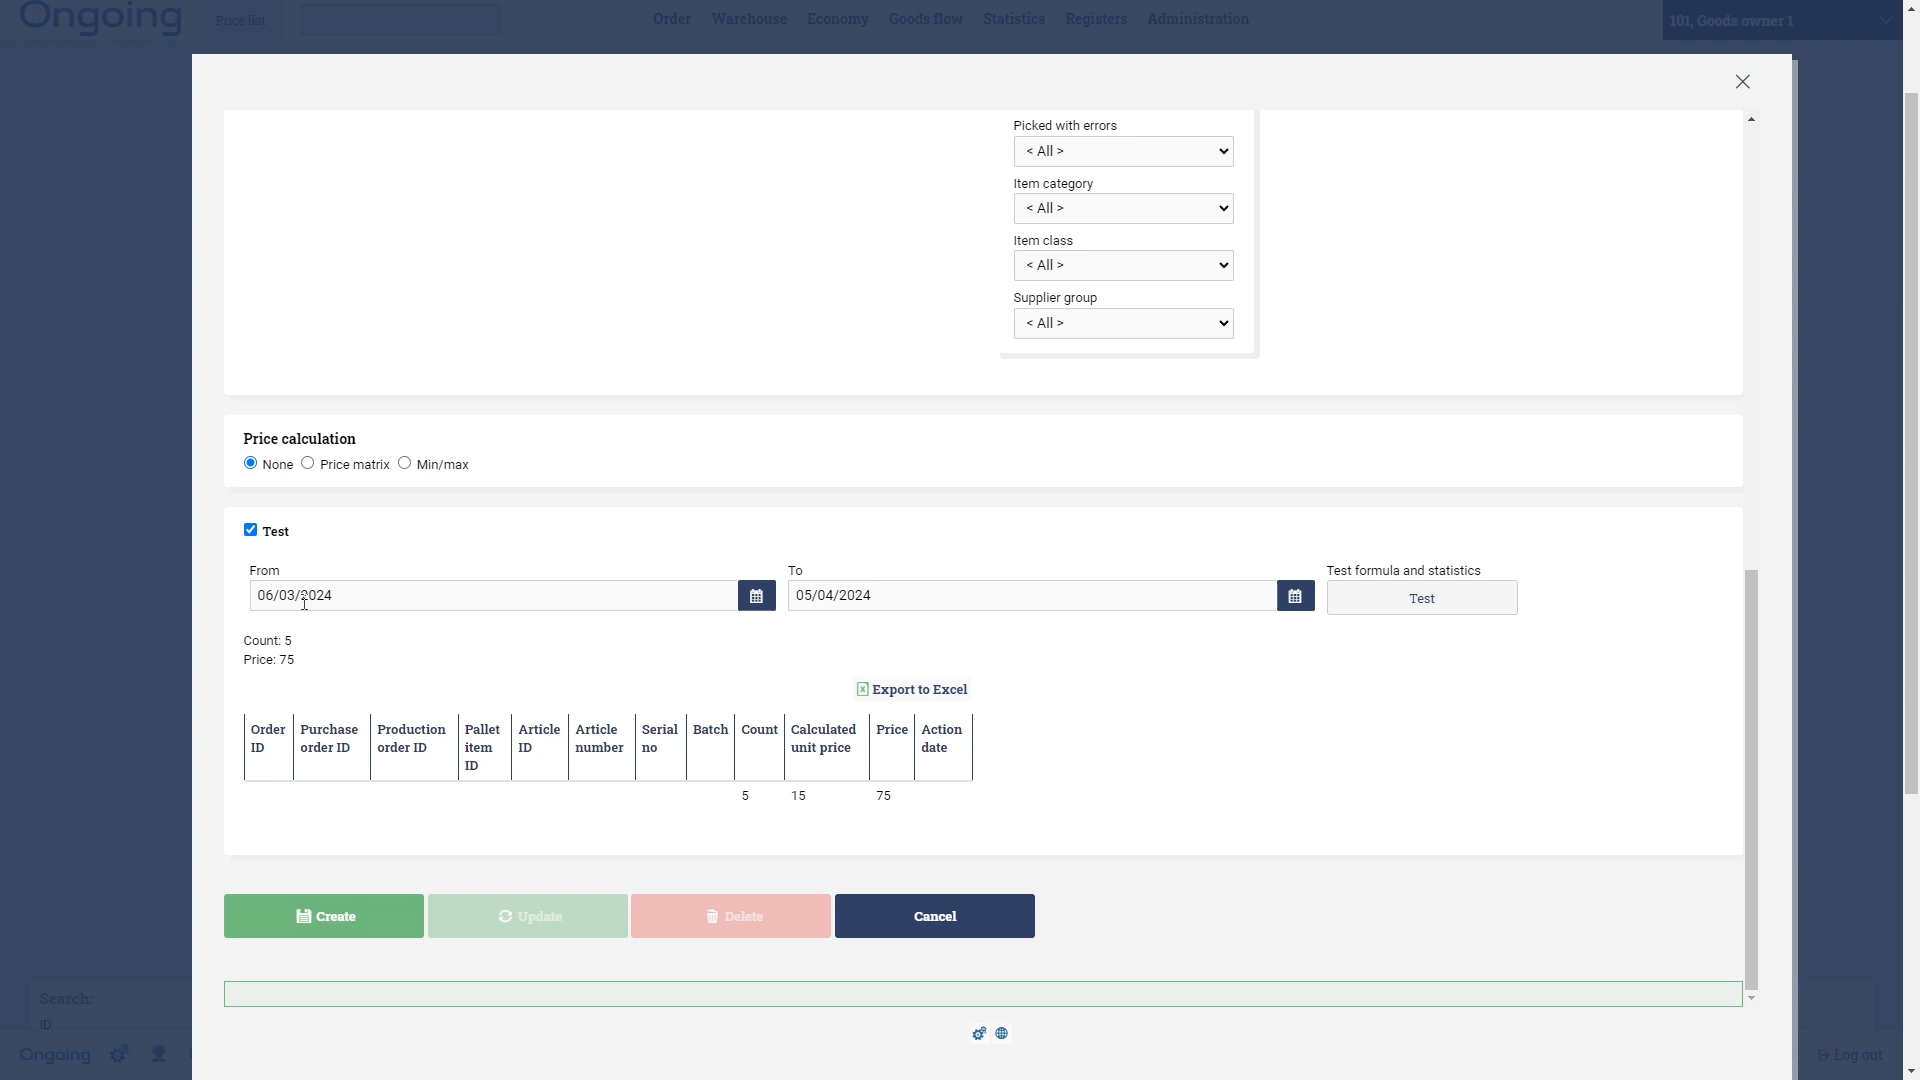 Ongoing
Price list
Order Warehouse Economy Goods flow Statistics Registers Administration
101, Goods owner 1
Picked with errors
< All >
Item category
< All >
Item class
< All >
Supplier group
< All >
Price calculation
None Price matrix Min/max
Test
From
06/03/2024
To
05/04/2024
Test formula and statistics
Test
Count: 5
Price: 75
Export to Excel
Order ID Purchase order ID Production order ID Pallet item ID Article ID Article number Serial no Batch Count Calculated unit price Price Action date
5 15 75
Create Update Delete Cancel
Search:
ID
Ongoing
Log out